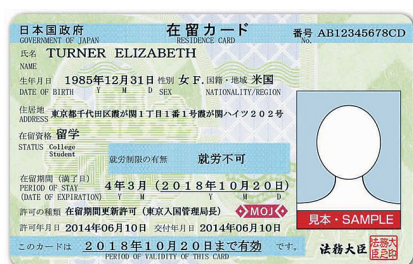 日本国政府 在留カード 番号 AB12345678CD
GOVERNMENT OF JAPAN RESIDENCE CARD No.
氏名 TURNER ELIZABETH
NAME
生年月日 1985年12月31日 性別 女 F. 国籍・地域 米国
DATE OF BIRTH Y M D SEX NATIONALITY/REGION
住居地 東京都千代田区霞が関1丁目1番1号霞が関ハイツ202号
ADDRESS
在留資格 留学
STATUS College Student
就労制限の有無 就労不可
在留期間(満了日) 4年3月(2018年10月20日)
PERIOD OF STAY Y M Y M D
(DATE OF EXPIRATION)
許可の種類 在留期間更新許可(東京入国管理局長) MOJ
許可年月日 2014年06月10日 交付年月日 2014年06月10日
このカードは 2018年10月20日まで有効 です。
PERIOD OF VALIDITY OF THIS CARD
見本・SAMPLE
法務大臣